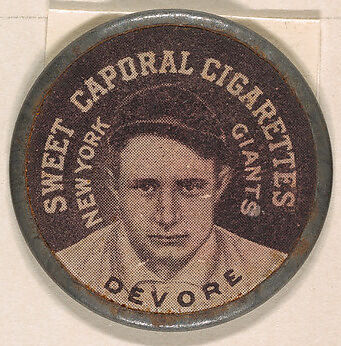 SWEET CAPORAL CIGARETTES
NEW YORK
GIANTS
DEVORE